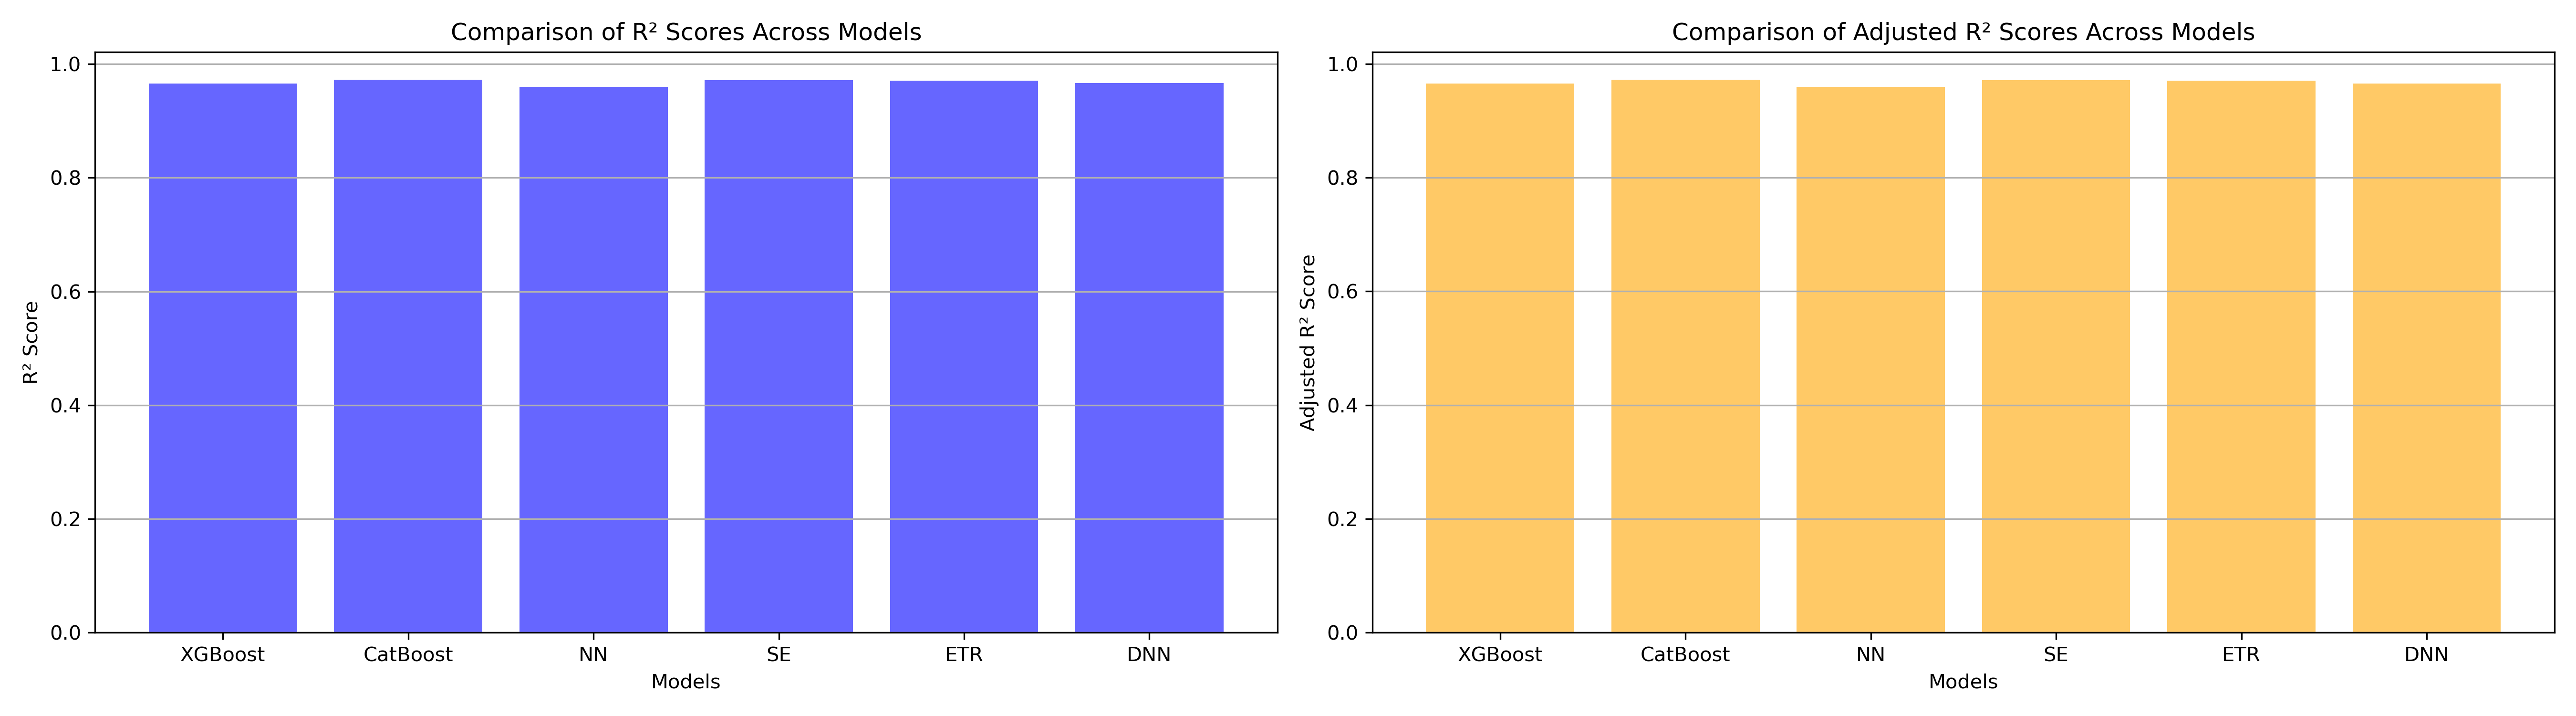 Comparison of R² Scores Across Models
R² Score
1.0
0.8
0.6
0.4
0.2
0.0
XGBoost CatBoost NN SE ETR DNN
Models
Comparison of Adjusted R² Scores Across Models
Adjusted R² Score
1.0
0.8
0.6
0.4
0.2
0.0
XGBoost CatBoost NN SE ETR DNN
Models